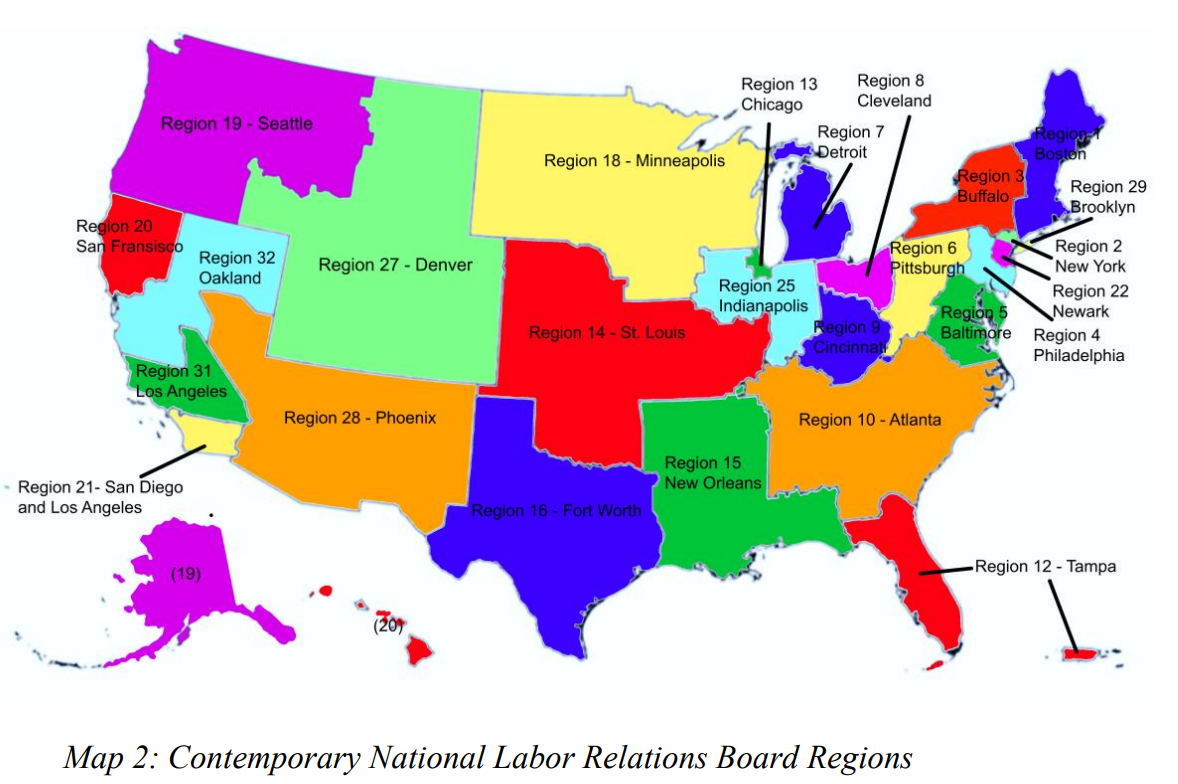 Region 13
Chicago
Region 8
Cleveland
Region 7
Detroit
Region 19 - Seattle
Region 18 - Minneapolis
Region 1
Boston
Region 3
Buffalo
Region 29
Brooklyn
Region 20
San Fransisco
Region 32
Oakland
Region 27 - Denver
Region 6
Pittsburgh
Region 2
New York
Region 22
Newark
Region 25
Indianapolis
Region 5
Baltimore
Region 4
Philadelphia
Region 14 - St. Louis
Region 9
Cincinnati
Region 31
Los Angeles
Region 28 - Phoenix
Region 10 - Atlanta
Region 15
New Orleans
Region 21- San Diego
and Los Angeles
Region 16 - Fort Worth
(19)
Region 12 - Tampa
(20)
Map 2: Contemporary National Labor Relations Board Regions